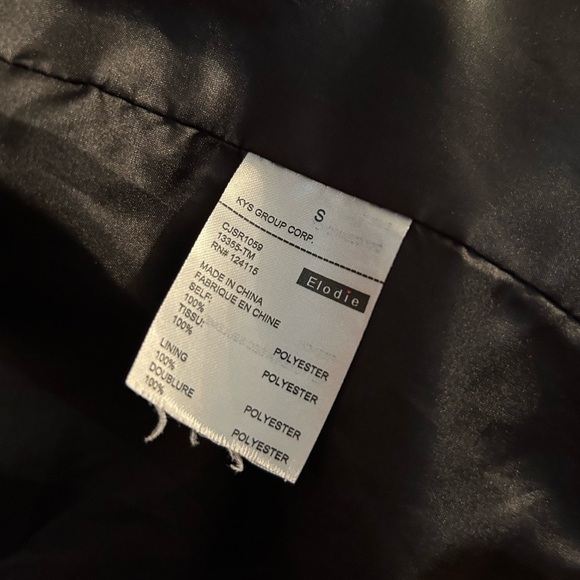 S
KYS GROUP CORP.
CJSR1059
13355-TM
RN# 124115
Elodie
MADE IN CHINA
FABRIQUE EN CHINE
SELF:
100% POLYESTER
TISSU:
100% POLYESTER
LINING
100% POLYESTER
DOUBLURE
100% POLYESTER